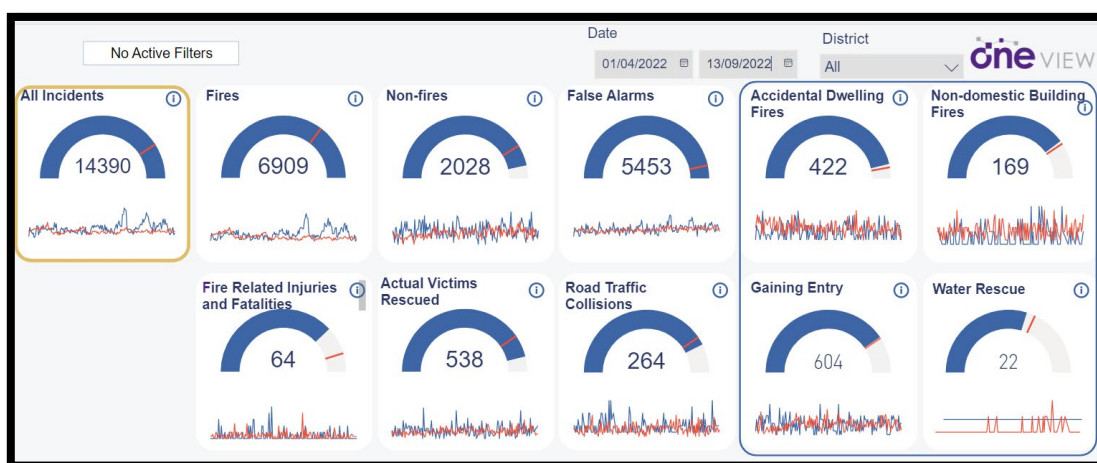 No Active Filters
Date
01/04/2022
13/09/2022
District
All
one VIEW
All Incidents
14390
Fires
6909
Non-fires
2028
False Alarms
5453
Accidental Dwelling
Fires
422
Non-domestic Building
Fires
169
Fire Related Injuries
and Fatalities
64
Actual Victims
Rescued
538
Road Traffic
Collisions
264
Gaining Entry
604
Water Rescue
22